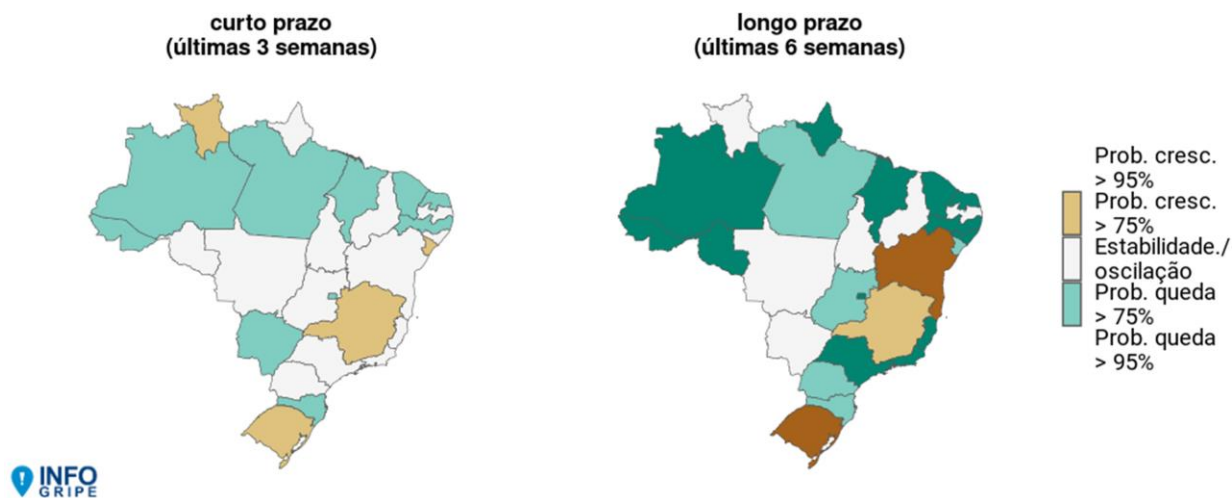 curto prazo
(últimas 3 semanas)
longo prazo
(últimas 6 semanas)
Prob. cresc.
> 95%
Prob. cresc.
> 75%
Estabilidade./
oscilação
Prob. queda
> 75%
Prob. queda
> 95%
INFO
GRIPE